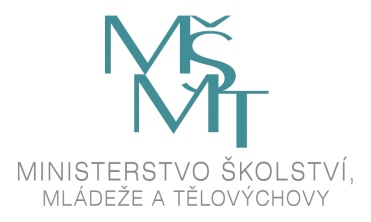 MŠ
MT
MINISTERSTVO ŠKOLSTVÍ,
MLÁDEŽE A TĚLOVÝCHOVY